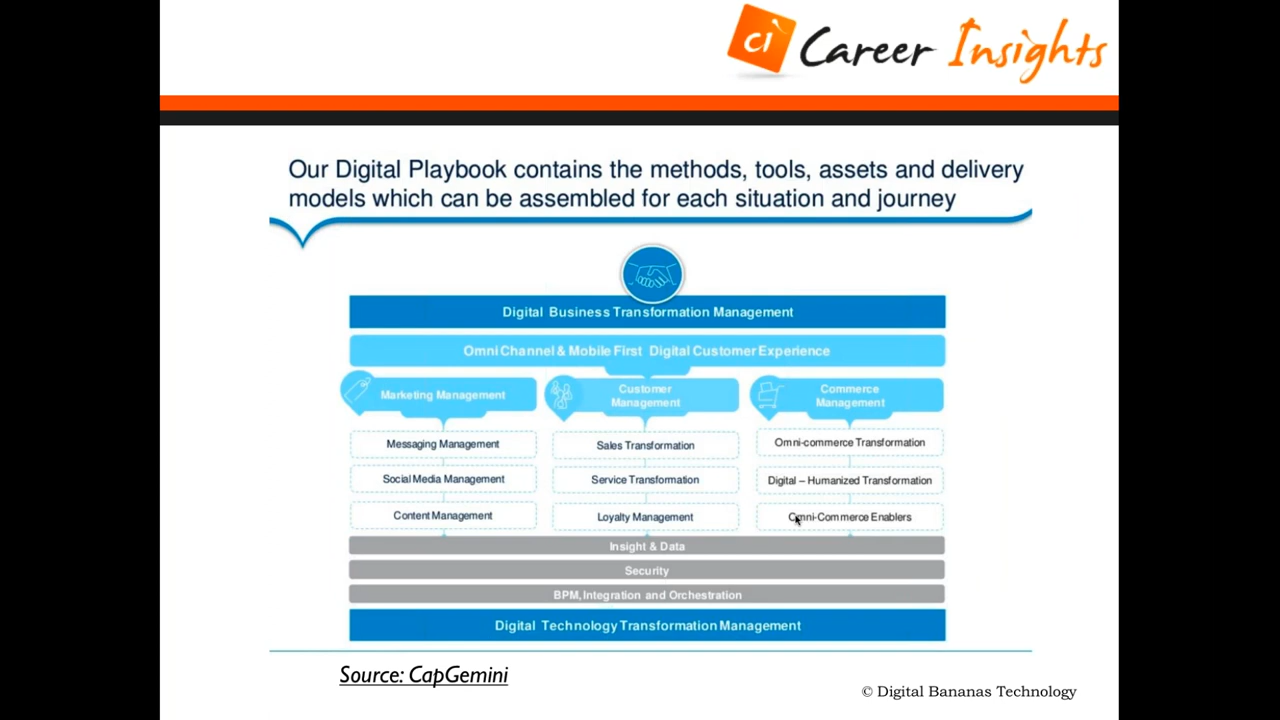 ci Career Insights
Our Digital Playbook contains the methods, tools, assets and delivery
models which can be assembled for each situation and journey
Digital Business Transformation Management
Omni Channel & Mobile First Digital Customer Experience
Marketing Management
Messaging Management
Social Media Management
Content Management
Customer
Management
Sales Transformation
Service Transformation
Loyalty Management
Commerce
Management
Omni-commerce Transformation
Digital – Humanized Transformation
Omni-Commerce Enablers
Insight & Data
Security
BPM, Integration and Orchestration
Digital Technology Transformation Management
Source: CapGemini
© Digital Bananas Technology